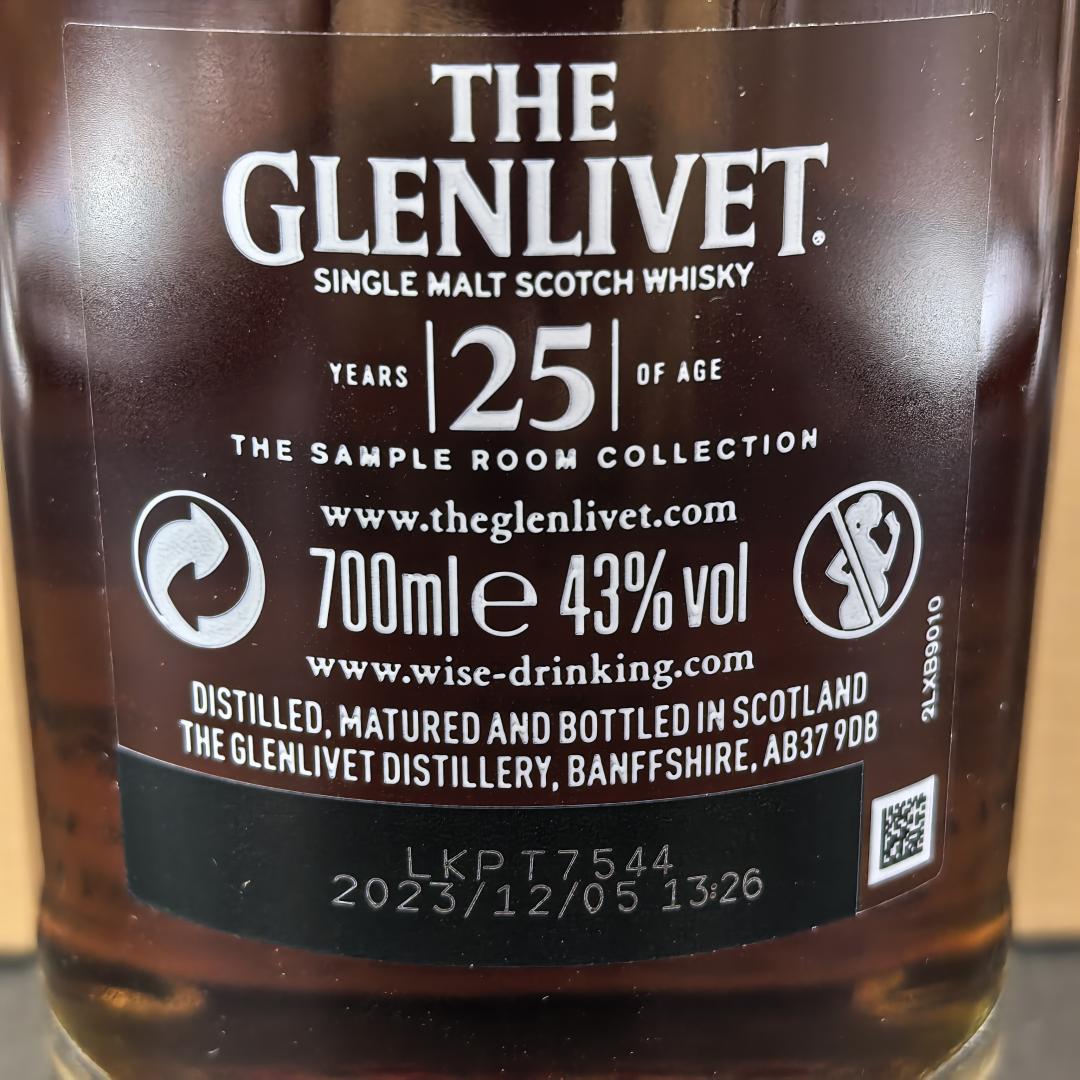 THE
GLENLIVET.
SINGLE MALT SCOTCH WHISKY
YEARS 25 OF AGE
THE SAMPLE ROOM COLLECTION
www.theglenlivet.com
700ml e 43% vol
www.wise-drinking.com
DISTILLED, MATURED AND BOTTLED IN SCOTLAND
THE GLENLIVET DISTILLERY, BANFFSHIRE, AB37 9DB
2LXB9010
LKPT7544
2023/12/05 13:26